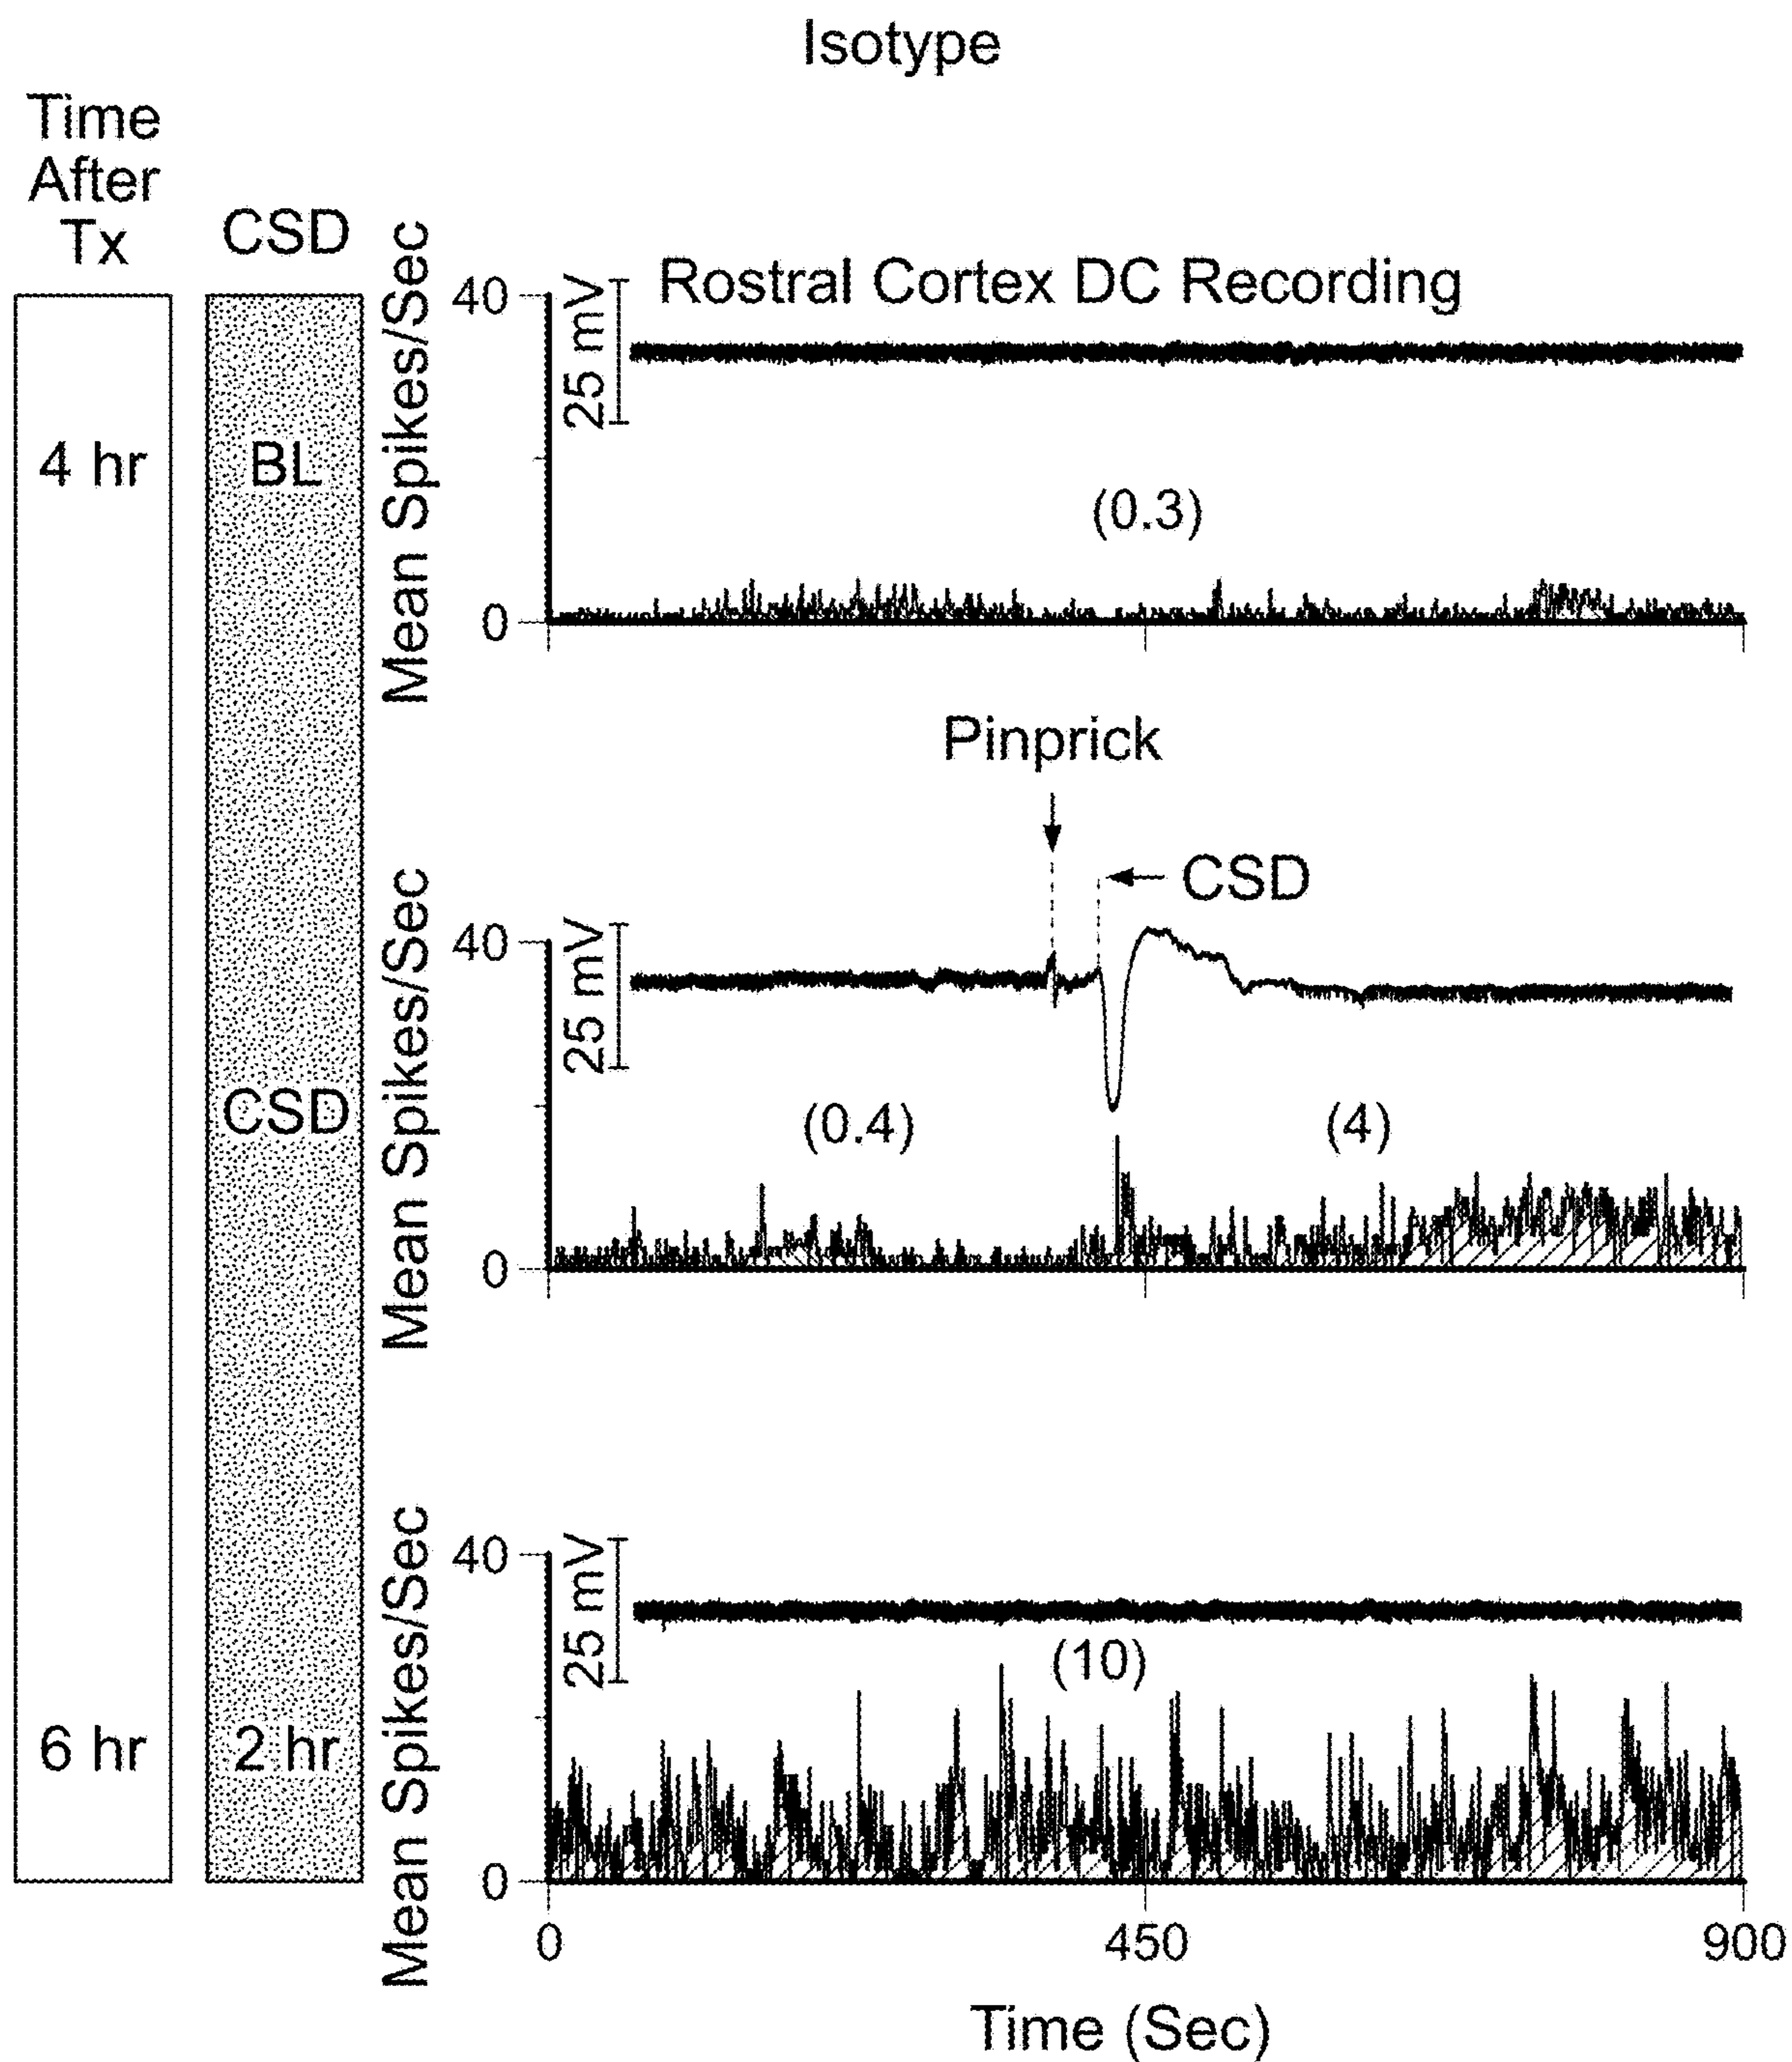 Isotype
Time
After
Tx
CSD
4 hr
BL
CSD
6 hr
2 hr
Mean Spikes/Sec
40
0
25 mV
Rostral Cortex DC Recording
(0.3)
Pinprick
CSD
Mean Spikes/Sec
40
0
25 mV
(0.4)
(4)
Mean Spikes/Sec
40
0
25 mV
(10)
0
450
900
Time (Sec)